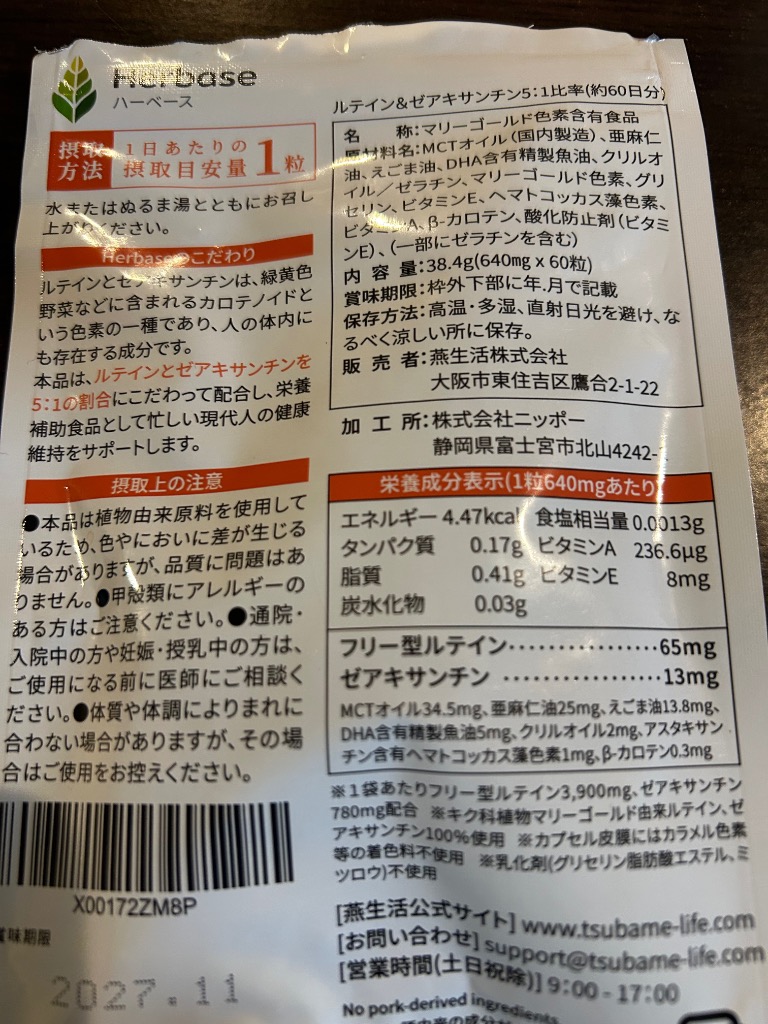 Herbase
ハーベース
摂取方法
1日あたりの
摂取目安量1粒
水またはぬるま湯とともにお召し
上がりください。
Herbaseのこだわり
ルテインとゼアキサンチンは、緑黄色
野菜などに含まれるカロテノイドと
いう色素の一種であり、人の体内に
も存在する成分です。
本品は、ルテインとゼアキサンチンを
5:1の割合にこだわって配合し、栄養
補助食品として忙しい現代人の健康
維持をサポートします。
摂取上の注意
●本品は植物由来原料を使用して
いるため、色やにおいに差が生じる
場合がありますが、品質に問題はあ
りません。●甲殻類にアレルギーの
ある方はご注意ください。●通院・
入院中の方や妊娠・授乳中の方は、
ご使用になる前に医師にご相談く
ださい。●体質や体調によりまれに
合わない場合がありますが、その場
合はご使用をお控えください。
X00172ZM8P
賞味期限
2027.11
ルテイン&ゼアキサンチン5:1比率(約60日分)
名　　称:マリーゴールド色素含有食品
原材料名:MCTオイル(国内製造)、亜麻仁
油、えごま油、DHA含有精製魚油、クリルオ
イル／ゼラチン、マリーゴールド色素、グリ
セリン、ビタミンE、ヘマトコッカス藻色素、
ビタミンA、β-カロテン、酸化防止剤(ビタミ
ンE)、(一部にゼラチンを含む)
内 容 量:38.4g(640mg x 60粒)
賞味期限:枠外下部に年.月で記載
保存方法:高温・多湿、直射日光を避け、な
るべく涼しい所に保存。
販 売 者:燕生活株式会社
大阪市東住吉区鷹合2-1-22
加 工 所:株式会社ニッポー
静岡県富士宮市北山4242-1
栄養成分表示(1粒640mgあたり)
エネルギー 4.47kcal 食塩相当量 0.0013g
タンパク質 0.17g ビタミンA 236.6μg
脂質 0.41g ビタミンE 8mg
炭水化物 0.03g
フリー型ルテイン・・・・・・・・・・・・・・・65mg
ゼアキサンチン ・・・・・・・・・・・・・・・13mg
MCTオイル34.5mg、亜麻仁油25mg、えごま油13.8mg、
DHA含有精製魚油5mg、クリルオイル2mg、アスタキサン
チン含有ヘマトコッカス藻色素1mg、β-カロテン0.3mg
※1袋あたりフリー型ルテイン3,900mg、ゼアキサンチン
780mg配合 ※キク科植物マリーゴールド由来ルテイン、ゼ
アキサンチン100%使用 ※カプセル皮膜にはカラメル色素
等の着色料不使用 ※乳化剤(グリセリン脂肪酸エステル、ミ
ツロウ)不使用
[燕生活公式サイト] www.tsubame-life.com
[お問い合わせ] support@tsubame-life.com
[営業時間(土日祝除)] 9:00 - 17:00
No pork-derived ingredients